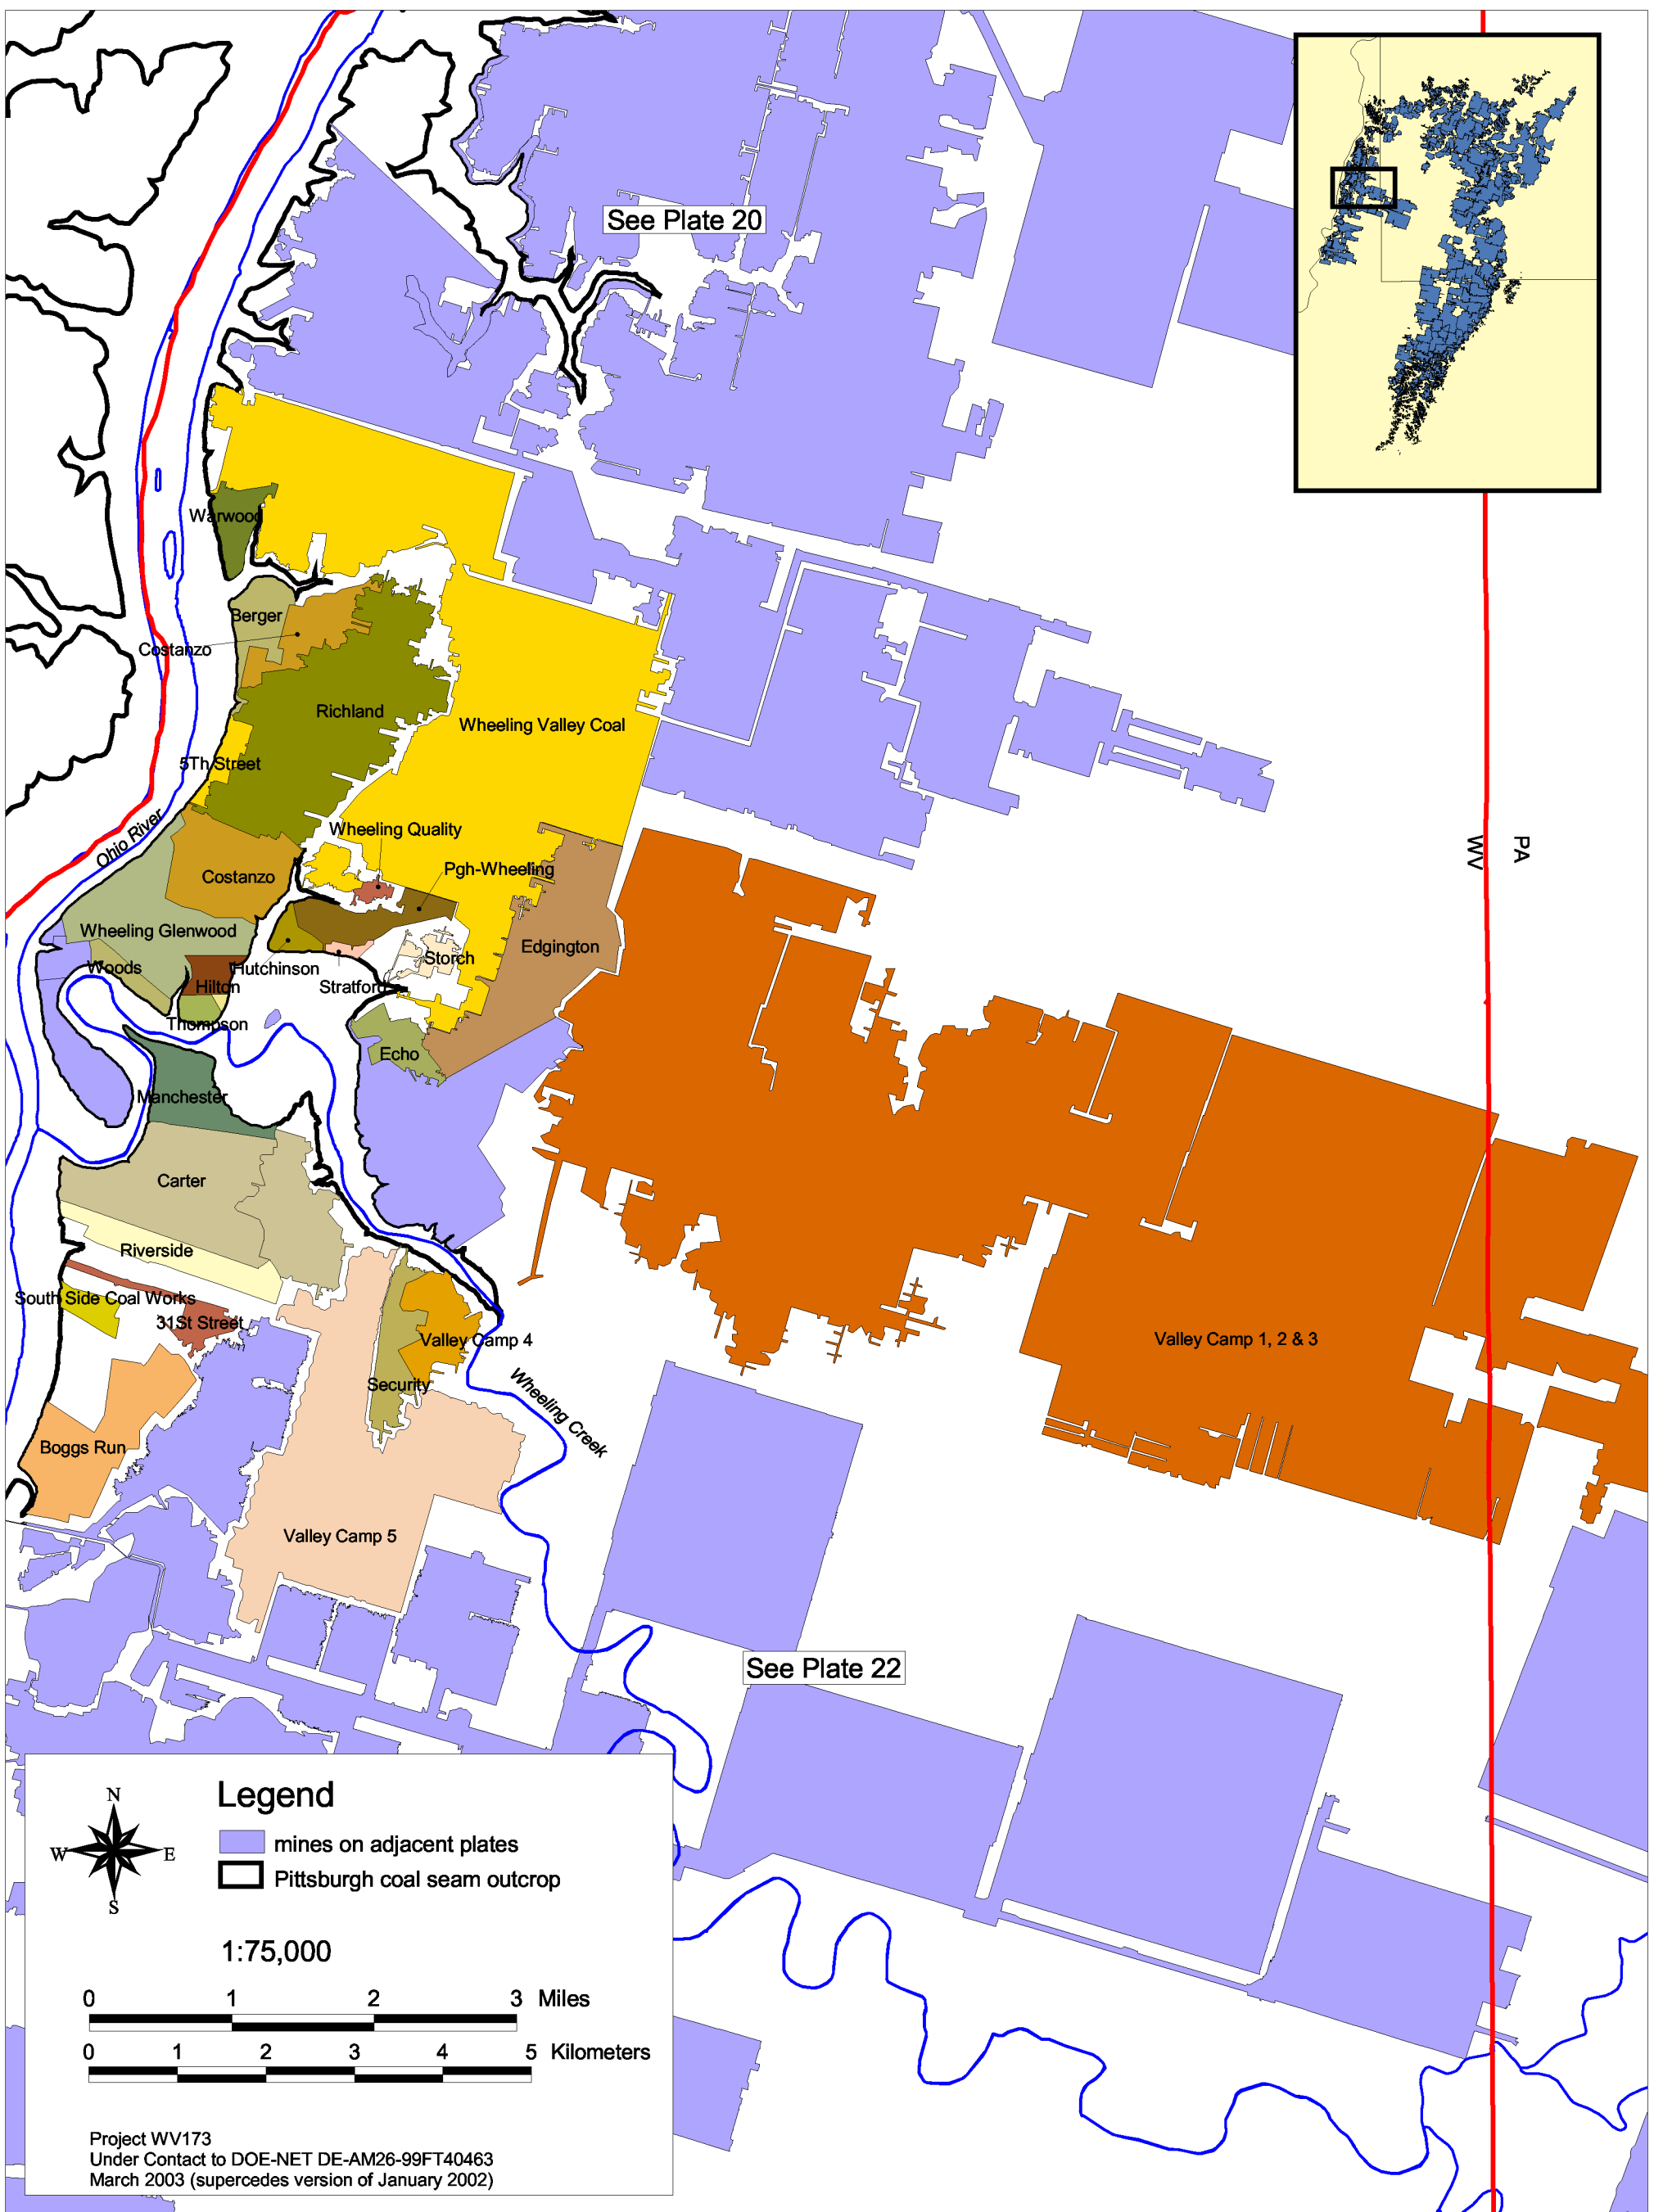 See Plate 20
Warwood
Berger
Costanzo
Richland
Wheeling Valley Coal
5Th Street
Ohio River
Wheeling Quality
Pgh-Wheeling
Costanzo
Wheeling Glenwood
Edgington
Woods
Hutchinson
Storch
Hilton
Stratford
Thompson
Echo
Manchester
Carter
Riverside
South Side Coal Works
31St Street
Valley Camp 4
Security
Wheeling Creek
Boggs Run
Valley Camp 5
Valley Camp 1, 2 & 3
WV
PA
See Plate 22
N
W
E
S
Legend
mines on adjacent plates
Pittsburgh coal seam outcrop
1:75,000
0 1 2 3 Miles
0 1 2 3 4 5 Kilometers
Project WV173
Under Contact to DOE-NET DE-AM26-99FT40463
March 2003 (supercedes version of January 2002)